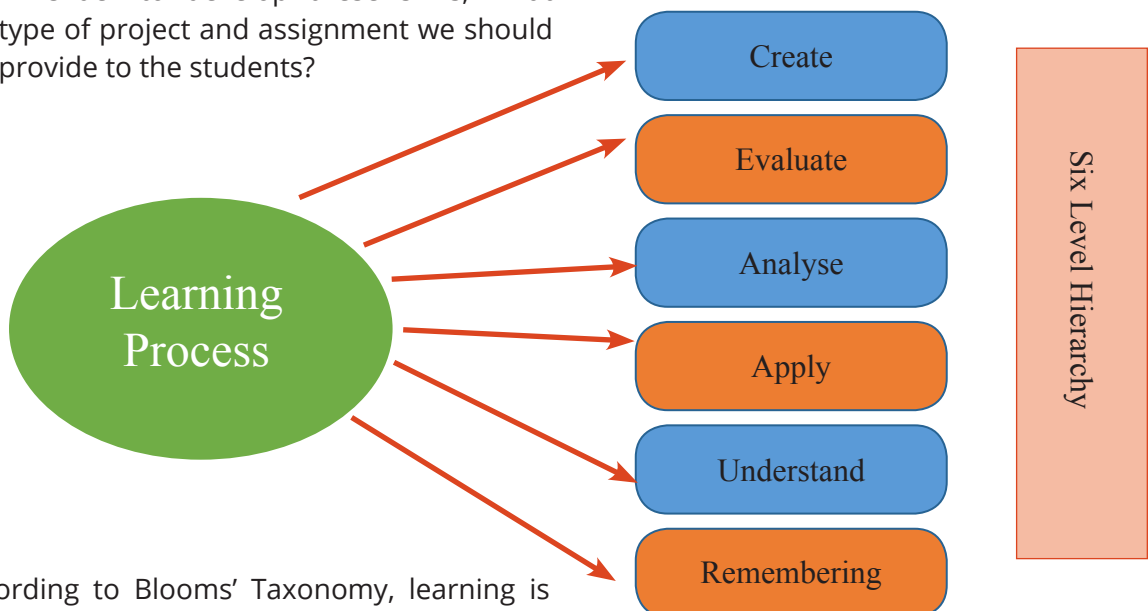 type of project and assignment we should
provide to the students?
Create
Evaluate
Analyse
Apply
Understand
Remembering
Learning
Process
Six Level Hierarchy
ording to Blooms' Taxonomy, learning is